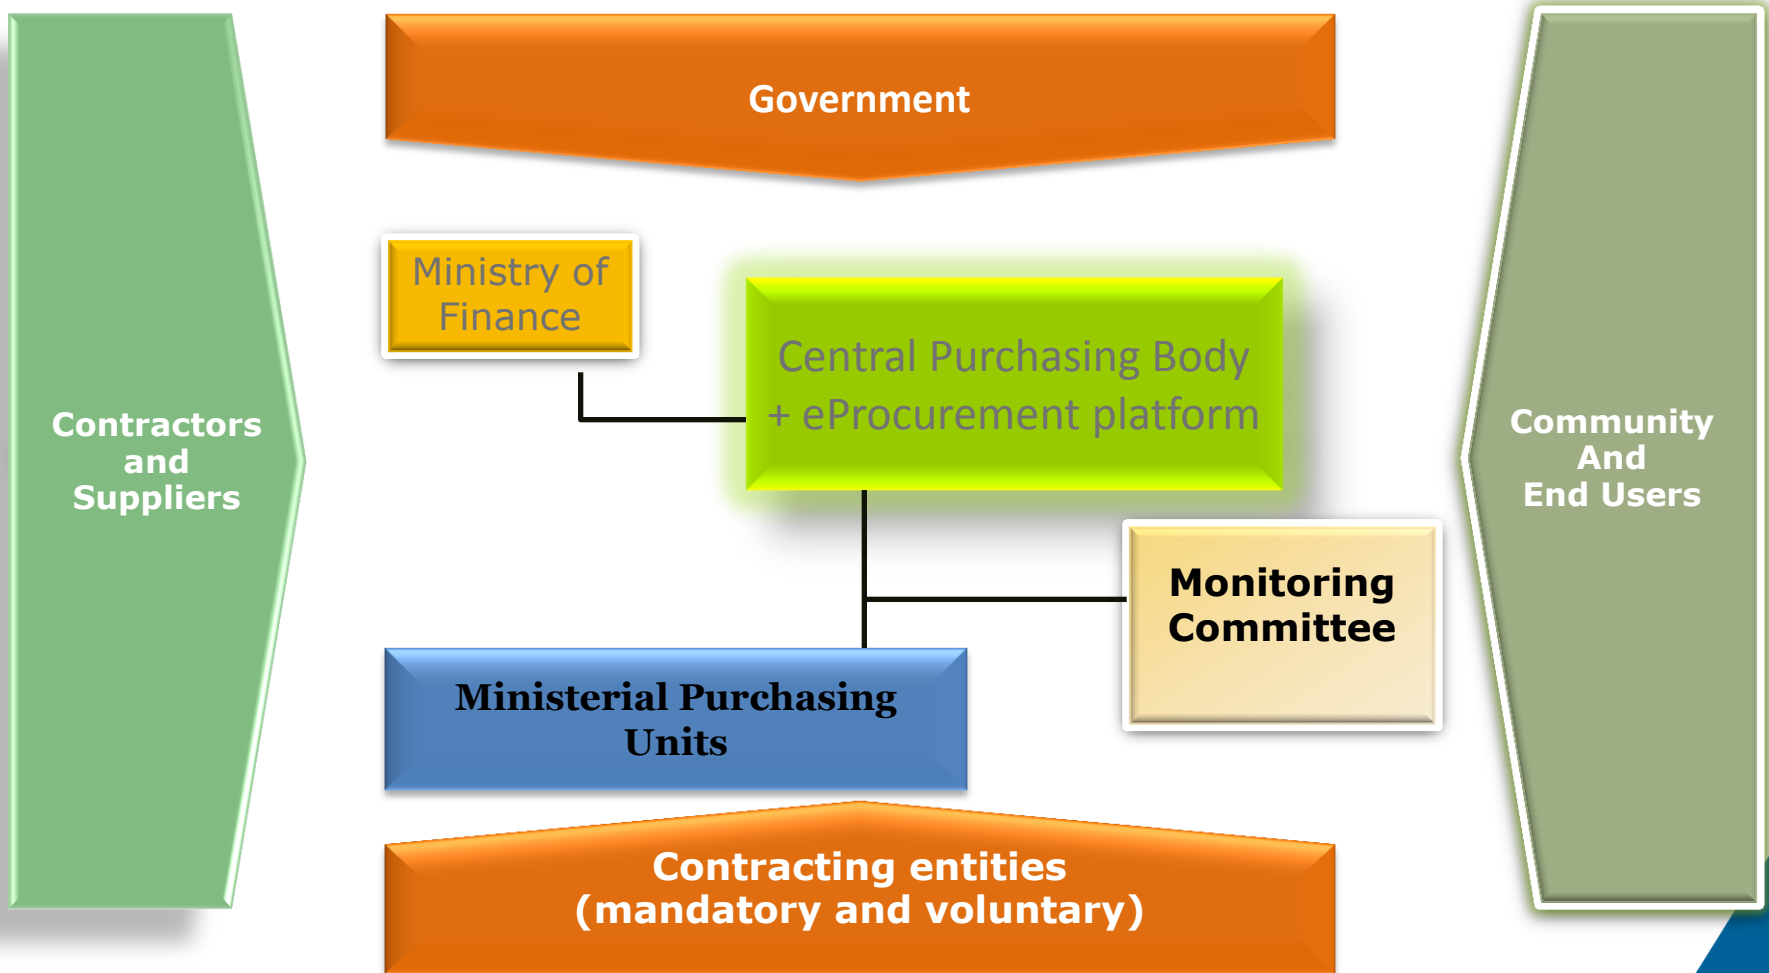 Government
Ministry of
Finance
Central Purchasing Body
+ eProcurement platform
Contractors
and
Suppliers
Community
And
End Users
Monitoring
Committee
Ministerial Purchasing
Units
Contracting entities
(mandatory and voluntary)